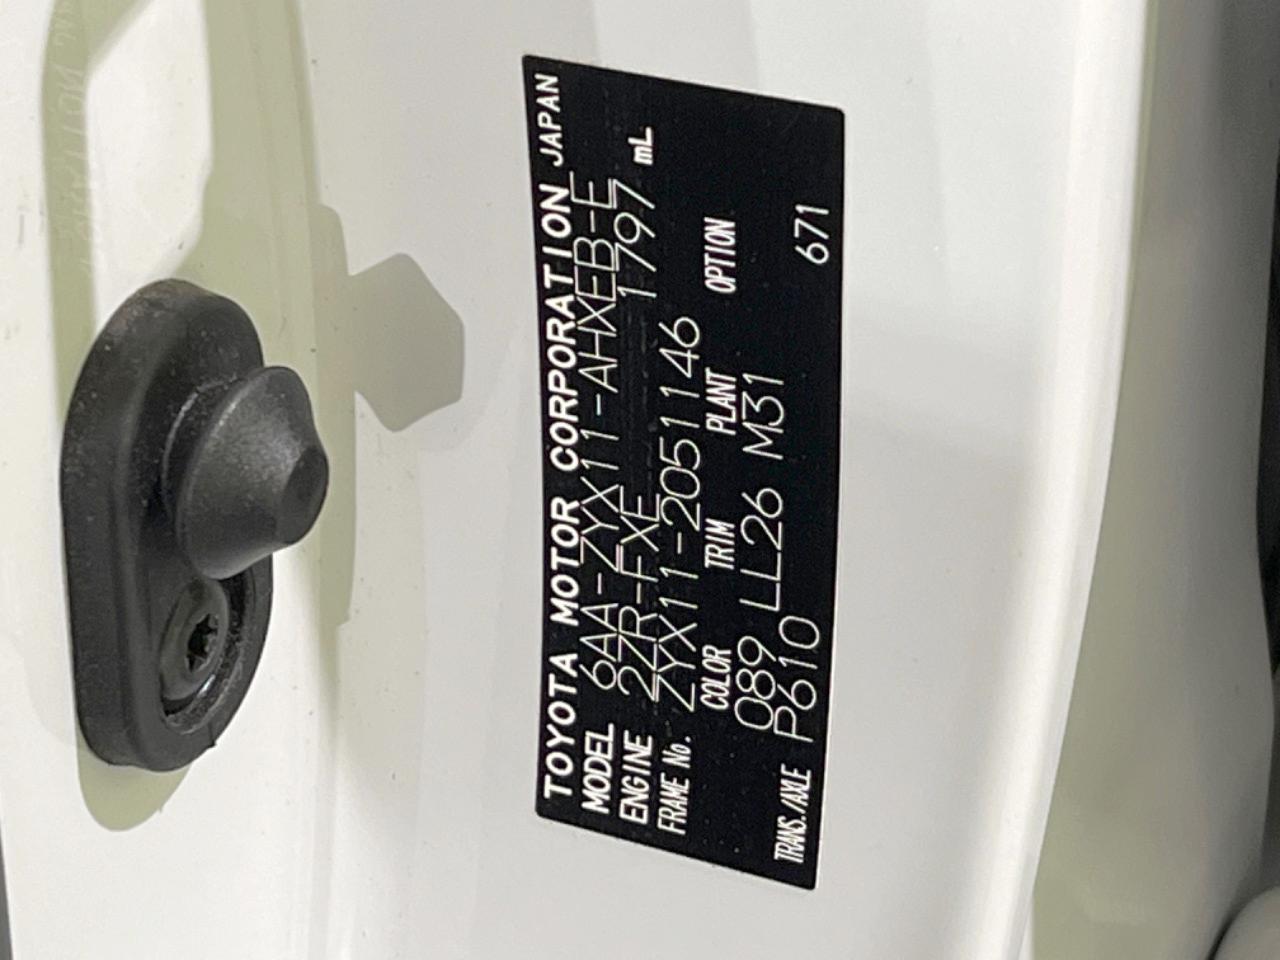 TOYOTA MOTOR CORPORATION JAPAN
MODEL 6AA-ZYX11-AHXEB-E
ENGINE 2ZR-FXE 1797 mL
FRAME No. ZYX11-2051146
COLOR TRIM PLANT OPTION
089 LL26 M31
TRANS./AXLE P610 671